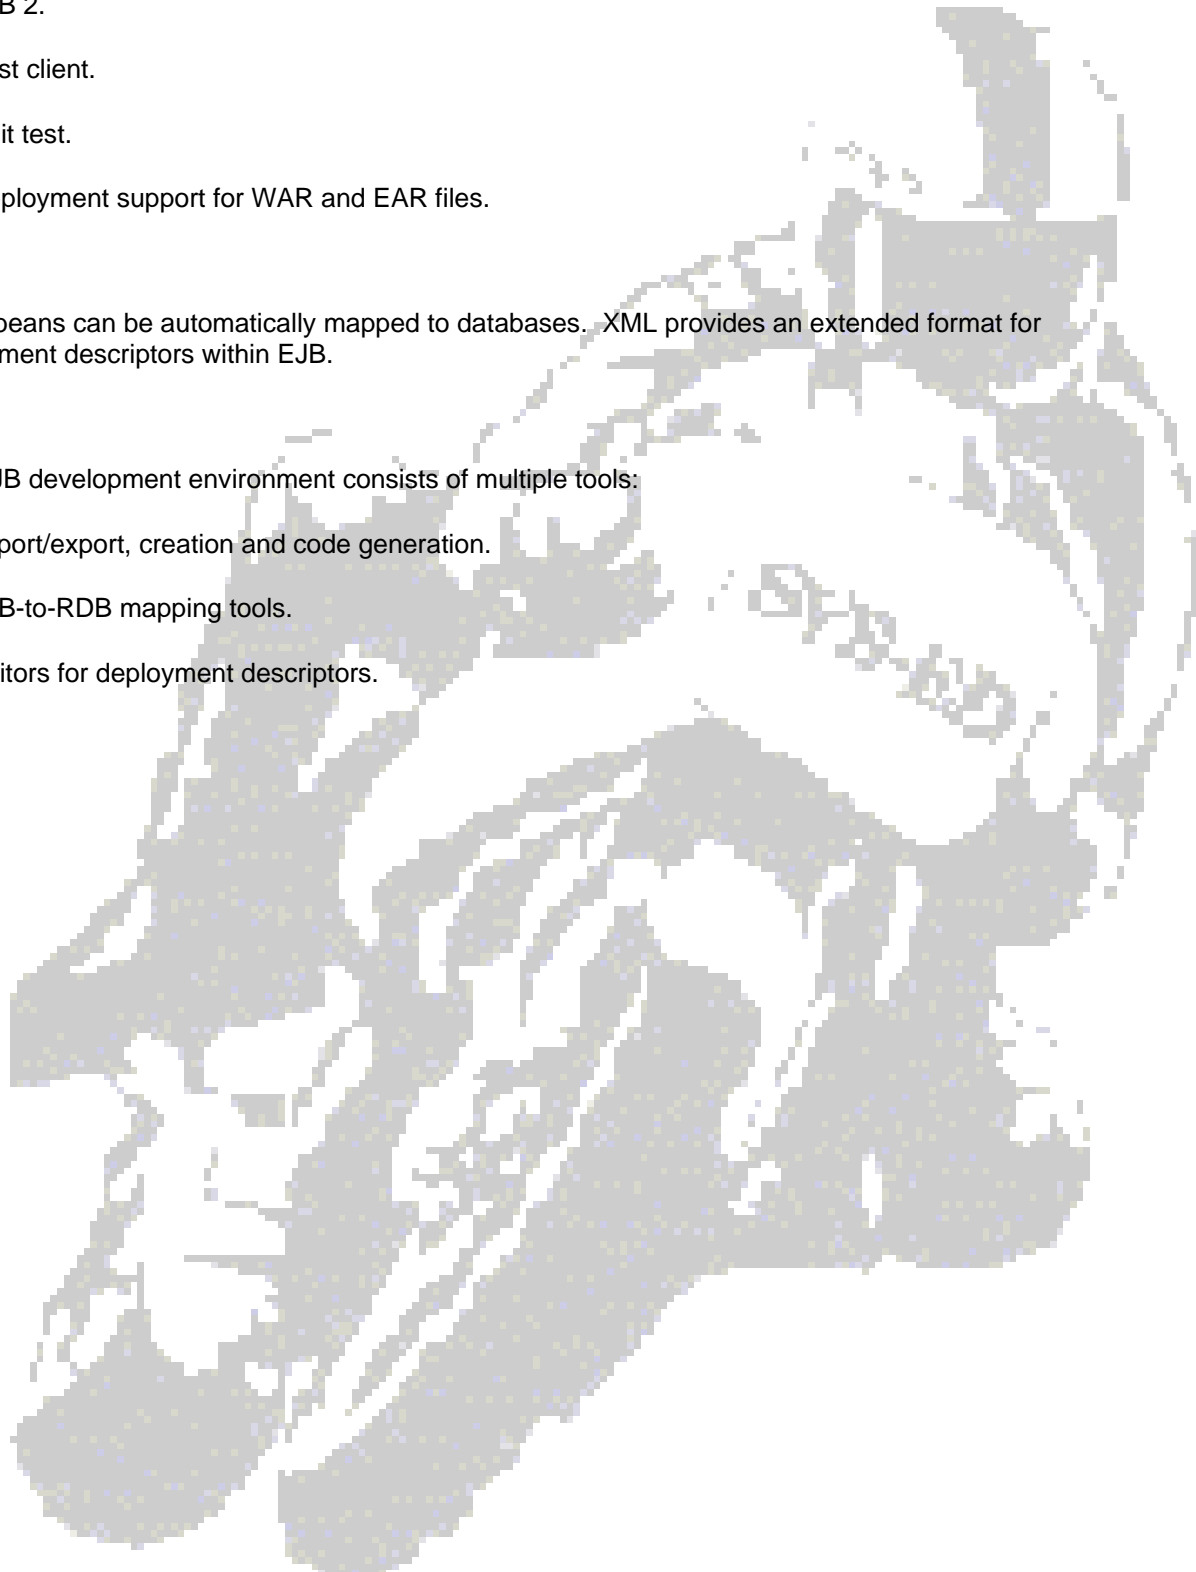 B 2.
st client.
it test.
ployment support for WAR and EAR files.
beans can be automatically mapped to databases. XML provides an extended format for
ment descriptors within EJB.
JB development environment consists of multiple tools:
port/export, creation and code generation.
B-to-RDB mapping tools.
itors for deployment descriptors.